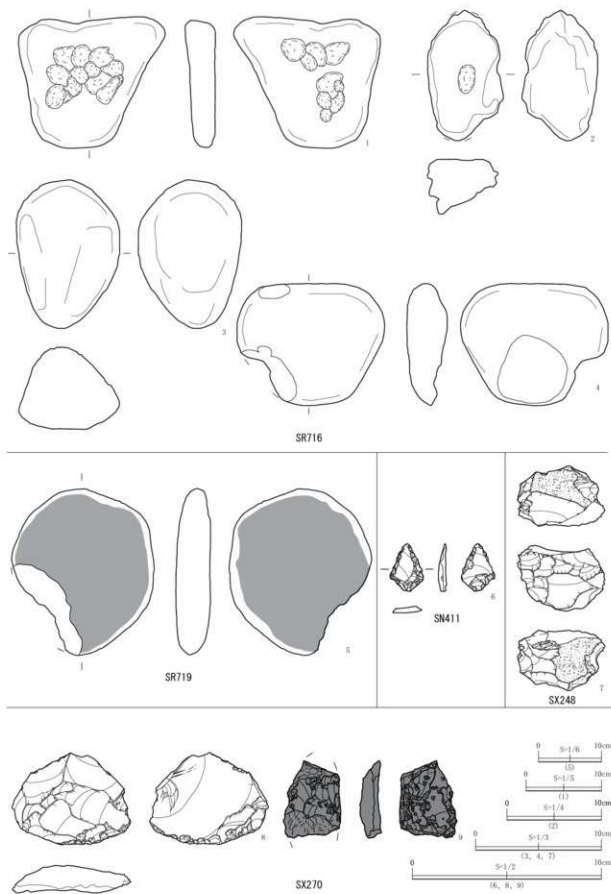 1
2
3
4
SR716
5
SR719
6
SN411
7
SX248
8
9
SX270
0 S=1/6 10cm
(5)
0 S=1/5 10cm
(1)
0 S=1/4 10cm
(2)
0 S=1/3 10cm
(3, 4, 7)
0 S=1/2 10cm
(6, 8, 9)